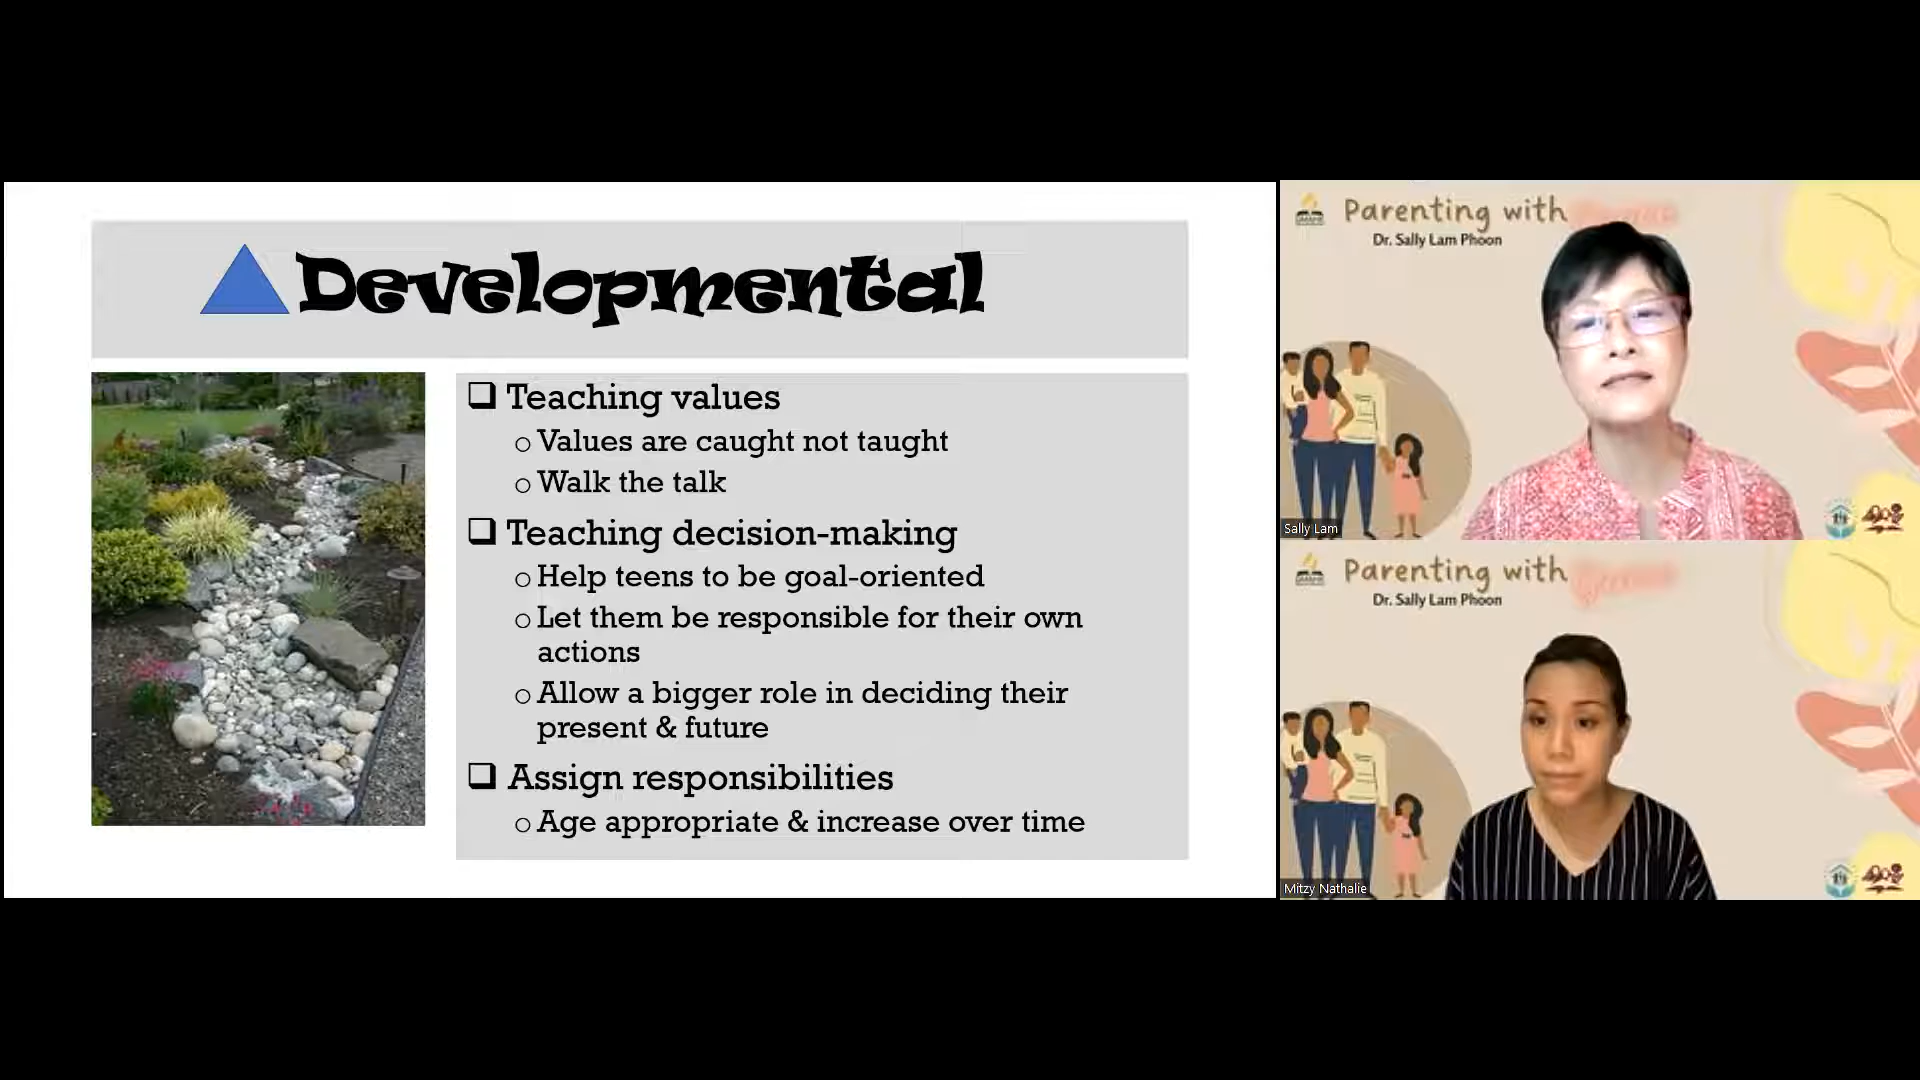 Developmental
Teaching values
Values are caught not taught
Walk the talk
Teaching decision-making
Help teens to be goal-oriented
Let them be responsible for their own
actions
Allow a bigger role in deciding their
present & future
Assign responsibilities
Age appropriate & increase over time
Parenting with
Dr. Sally Lam Phoon
Sally Lam
Parenting with Grace
Dr. Sally Lam Phoon
Mitzy Nathalie